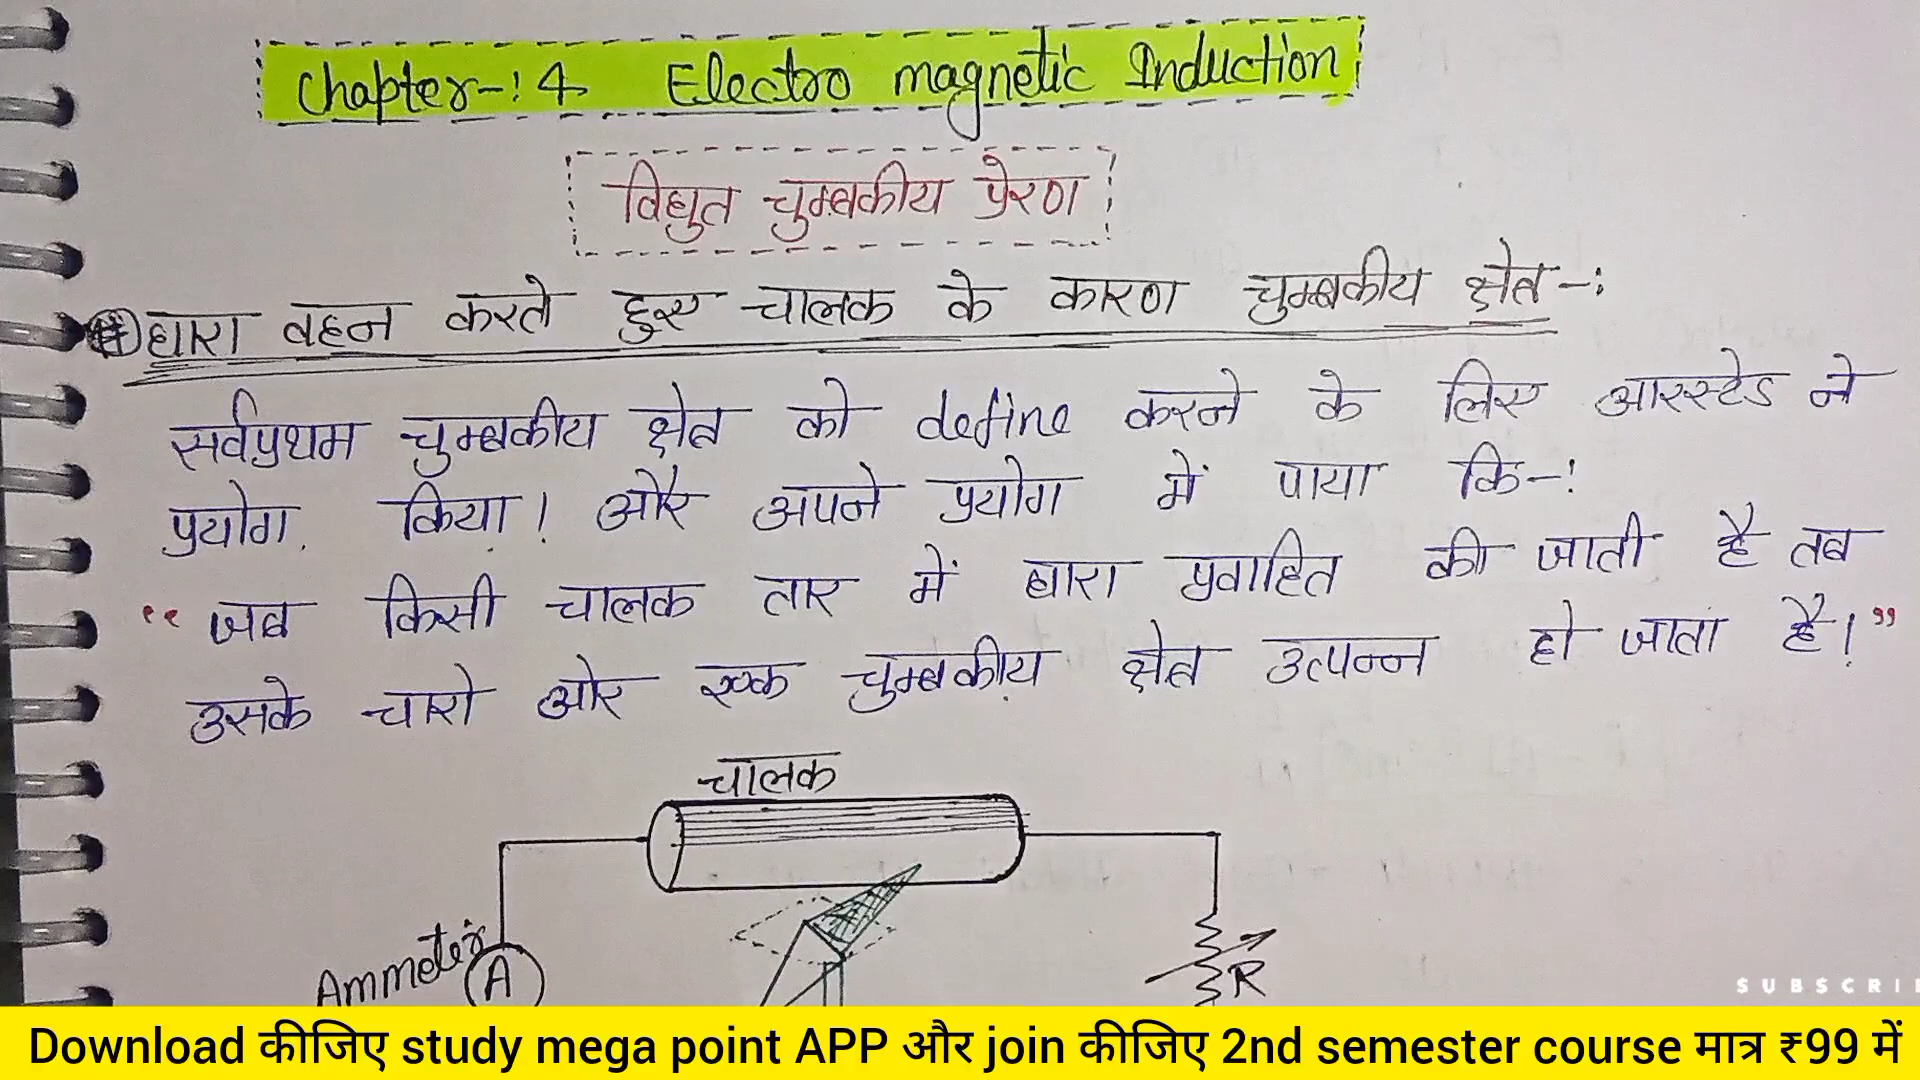 Chapter-:4 Electro magnetic Induction
विद्युत चुम्बकीय प्रेरण
# धारा वहन करते हुए चालक के कारण चुम्बकीय क्षेत्र-:
सर्वप्रथम चुम्बकीय क्षेत्र को define करने के लिए आरस्टेड ने
प्रयोग किया। और अपने प्रयोग में पाया कि-:
"जब किसी चालक तार में धारा प्रवाहित की जाती है तब
उसके चारो ओर एक चुम्बकीय क्षेत्र उत्पन्न हो जाता है।"
चालक
Ammeter
A
R
SUBSCRIBE
Download कीजिए study mega point APP और join कीजिए 2nd semester course मात्र ₹99 में